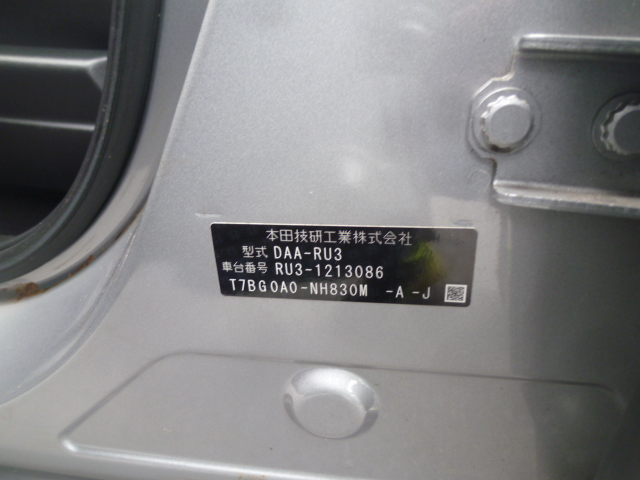 本田技研工業株式会社
型式 DAA-RU3
車台番号 RU3-1213086
T7BG0A0-NH830M -A -J